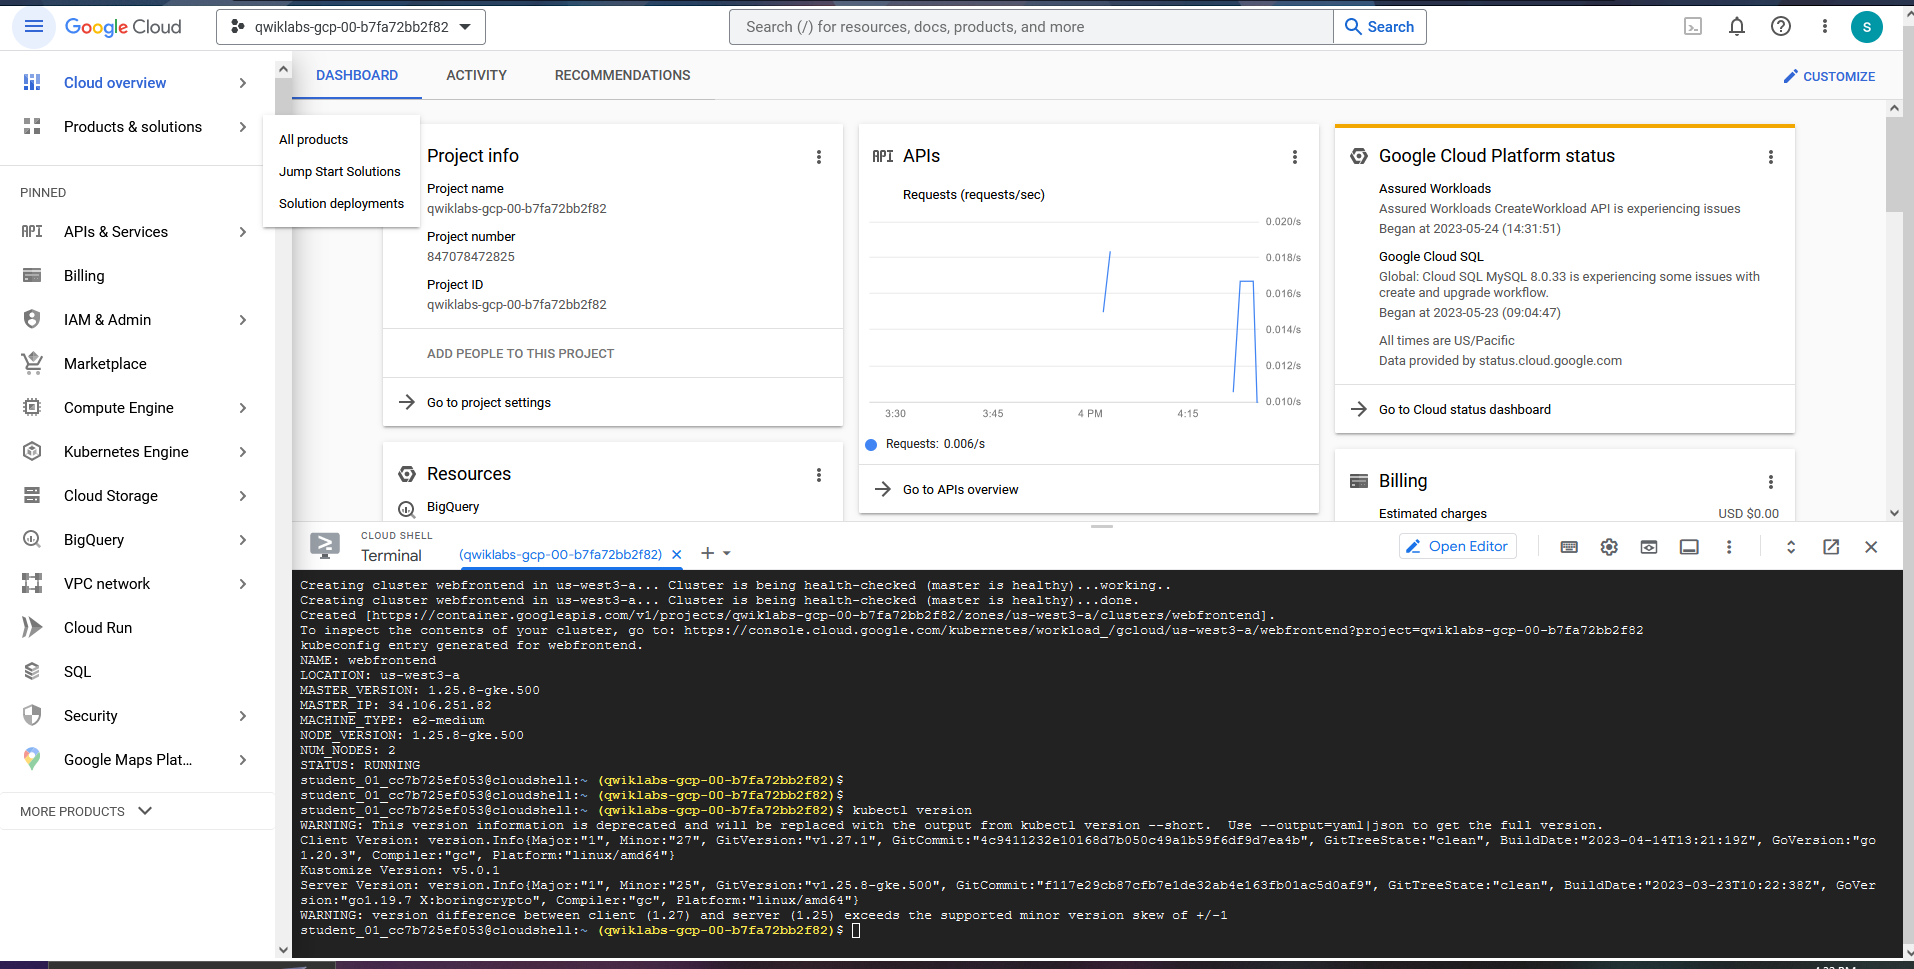 Google Cloud
qwiklabs-gcp-00-b7fa72bb2f82
Search (/) for resources, docs, products, and more
Search
S
Cloud overview
Products & solutions
All products
Jump Start Solutions
Solution deployments
PINNED
API APIs & Services
Billing
IAM & Admin
Marketplace
Compute Engine
Kubernetes Engine
Cloud Storage
BigQuery
VPC network
Cloud Run
SQL
Security
Google Maps Plat...
MORE PRODUCTS
DASHBOARD
ACTIVITY
RECOMMENDATIONS
CUSTOMIZE
Project info
Project name
qwiklabs-gcp-00-b7fa72bb2f82
Project number
847078472825
Project ID
qwiklabs-gcp-00-b7fa72bb2f82
ADD PEOPLE TO THIS PROJECT
Go to project settings
Resources
BigQuery
API APIs
Requests (requests/sec)
0.020/s
0.018/s
0.016/s
0.014/s
0.012/s
0.010/s
3:30 3:45 4 PM 4:15
Requests: 0.006/s
Go to APIs overview
Google Cloud Platform status
Assured Workloads
Assured Workloads CreateWorkload API is experiencing issues
Began at 2023-05-24 (14:31:51)
Google Cloud SQL
Global: Cloud SQL MySQL 8.0.33 is experiencing some issues with
create and upgrade workflow.
Began at 2023-05-23 (09:04:47)
All times are US/Pacific
Data provided by status.cloud.google.com
Go to Cloud status dashboard
Billing
Estimated charges USD $0.00
CLOUD SHELL
Terminal
(qwiklabs-gcp-00-b7fa72bb2f82)
Open Editor
Creating cluster webfrontend in us-west3-a... Cluster is being health-checked (master is healthy)...working..
Creating cluster webfrontend in us-west3-a... Cluster is being health-checked (master is healthy)...done.
Created [https://container.googleapis.com/v1/projects/qwiklabs-gcp-00-b7fa72bb2f82/zones/us-west3-a/clusters/webfrontend].
To inspect the contents of your cluster, go to: https://console.cloud.google.com/kubernetes/workload_/gcloud/us-west3-a/webfrontend?project=qwiklabs-gcp-00-b7fa72bb2f82
kubeconfig entry generated for webfrontend.
NAME: webfrontend
LOCATION: us-west3-a
MASTER_VERSION: 1.25.8-gke.500
MASTER_IP: 34.106.251.82
MACHINE_TYPE: e2-medium
NODE_VERSION: 1.25.8-gke.500
NUM_NODES: 2
STATUS: RUNNING
student_01_cc7b725ef053@cloudshell:~ (qwiklabs-gcp-00-b7fa72bb2f82)$
student_01_cc7b725ef053@cloudshell:~ (qwiklabs-gcp-00-b7fa72bb2f82)$
student_01_cc7b725ef053@cloudshell:~ (qwiklabs-gcp-00-b7fa72bb2f82)$ kubectl version
WARNING: This version information is deprecated and will be replaced with the output from kubectl version --short.  Use --output=yaml|json to get the full version.
Client Version: version.Info{Major:"1", Minor:"27", GitVersion:"v1.27.1", GitCommit:"4c9411232e10168d7b050c49a1b59f6df9d7ea4b", GitTreeState:"clean", BuildDate:"2023-04-14T13:21:19Z", GoVersion:"go
1.20.3", Compiler:"gc", Platform:"linux/amd64"}
Kustomize Version: v5.0.1
Server Version: version.Info{Major:"1", Minor:"25", GitVersion:"v1.25.8-gke.500", GitCommit:"f117e29cb87cfb7e1de32ab4e163fb01ac5d0af9", GitTreeState:"clean", BuildDate:"2023-03-23T10:22:38Z", GoVer
sion:"go1.19.7 X:boringcrypto", Compiler:"gc", Platform:"linux/amd64"}
WARNING: version difference between client (1.27) and server (1.25) exceeds the supported minor version skew of +/-1
student_01_cc7b725ef053@cloudshell:~ (qwiklabs-gcp-00-b7fa72bb2f82)$